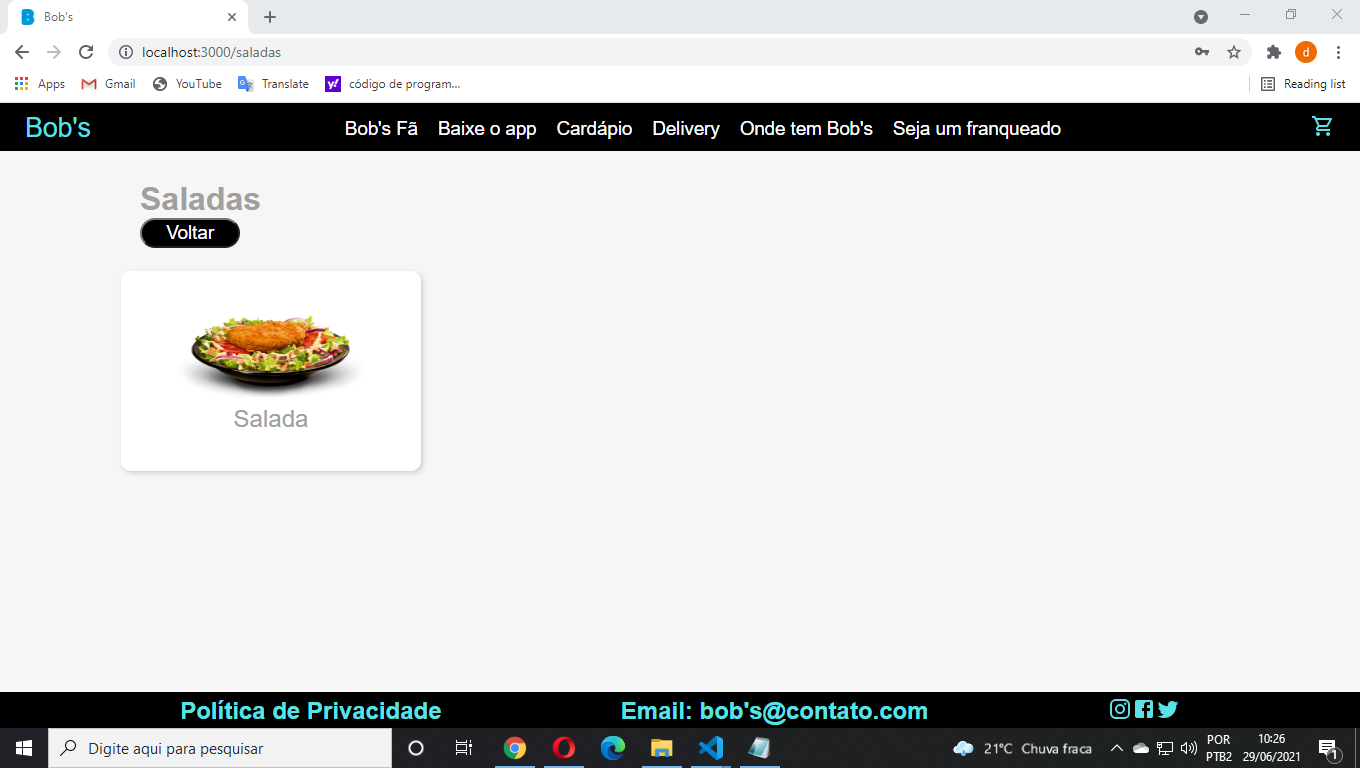 Bob's
localhost:3000/saladas
d
Apps Gmail YouTube Translate código de program... Reading list
Bob's Bob's Fã Baixe o app Cardápio Delivery Onde tem Bob's Seja um franqueado
Saladas
Voltar
Salada
Política de Privacidade Email: bob's@contato.com
Digite aqui para pesquisar 21°C Chuva fraca POR 10:26
PTB2 29/06/2021 1